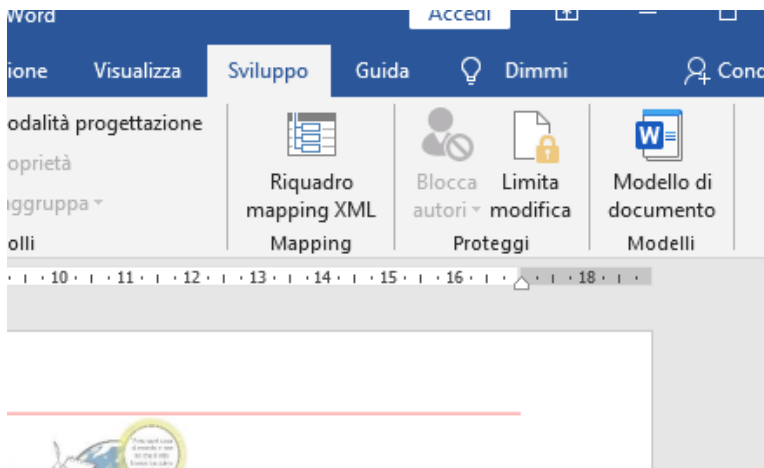 Word Accedi
ione Visualizza Sviluppo Guida Dimmi Cond
odalità progettazione
oprietà
aggruppa
olli
Riquadro
mapping XML
Mapping
Blocca
autori
Limita
modifica
Proteggi
Modello di
documento
Modelli
10 11 12 13 14 15 16 18